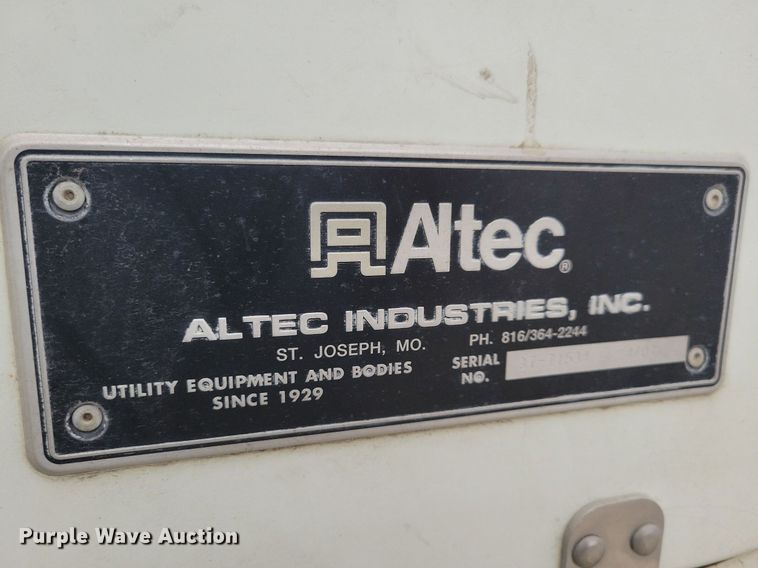 Altec®
ALTEC INDUSTRIES, INC.
ST. JOSEPH, MO. PH. 816/364-2244
UTILITY EQUIPMENT AND BODIES
SINCE 1929
SERIAL
NO.
Purple Wave Auction